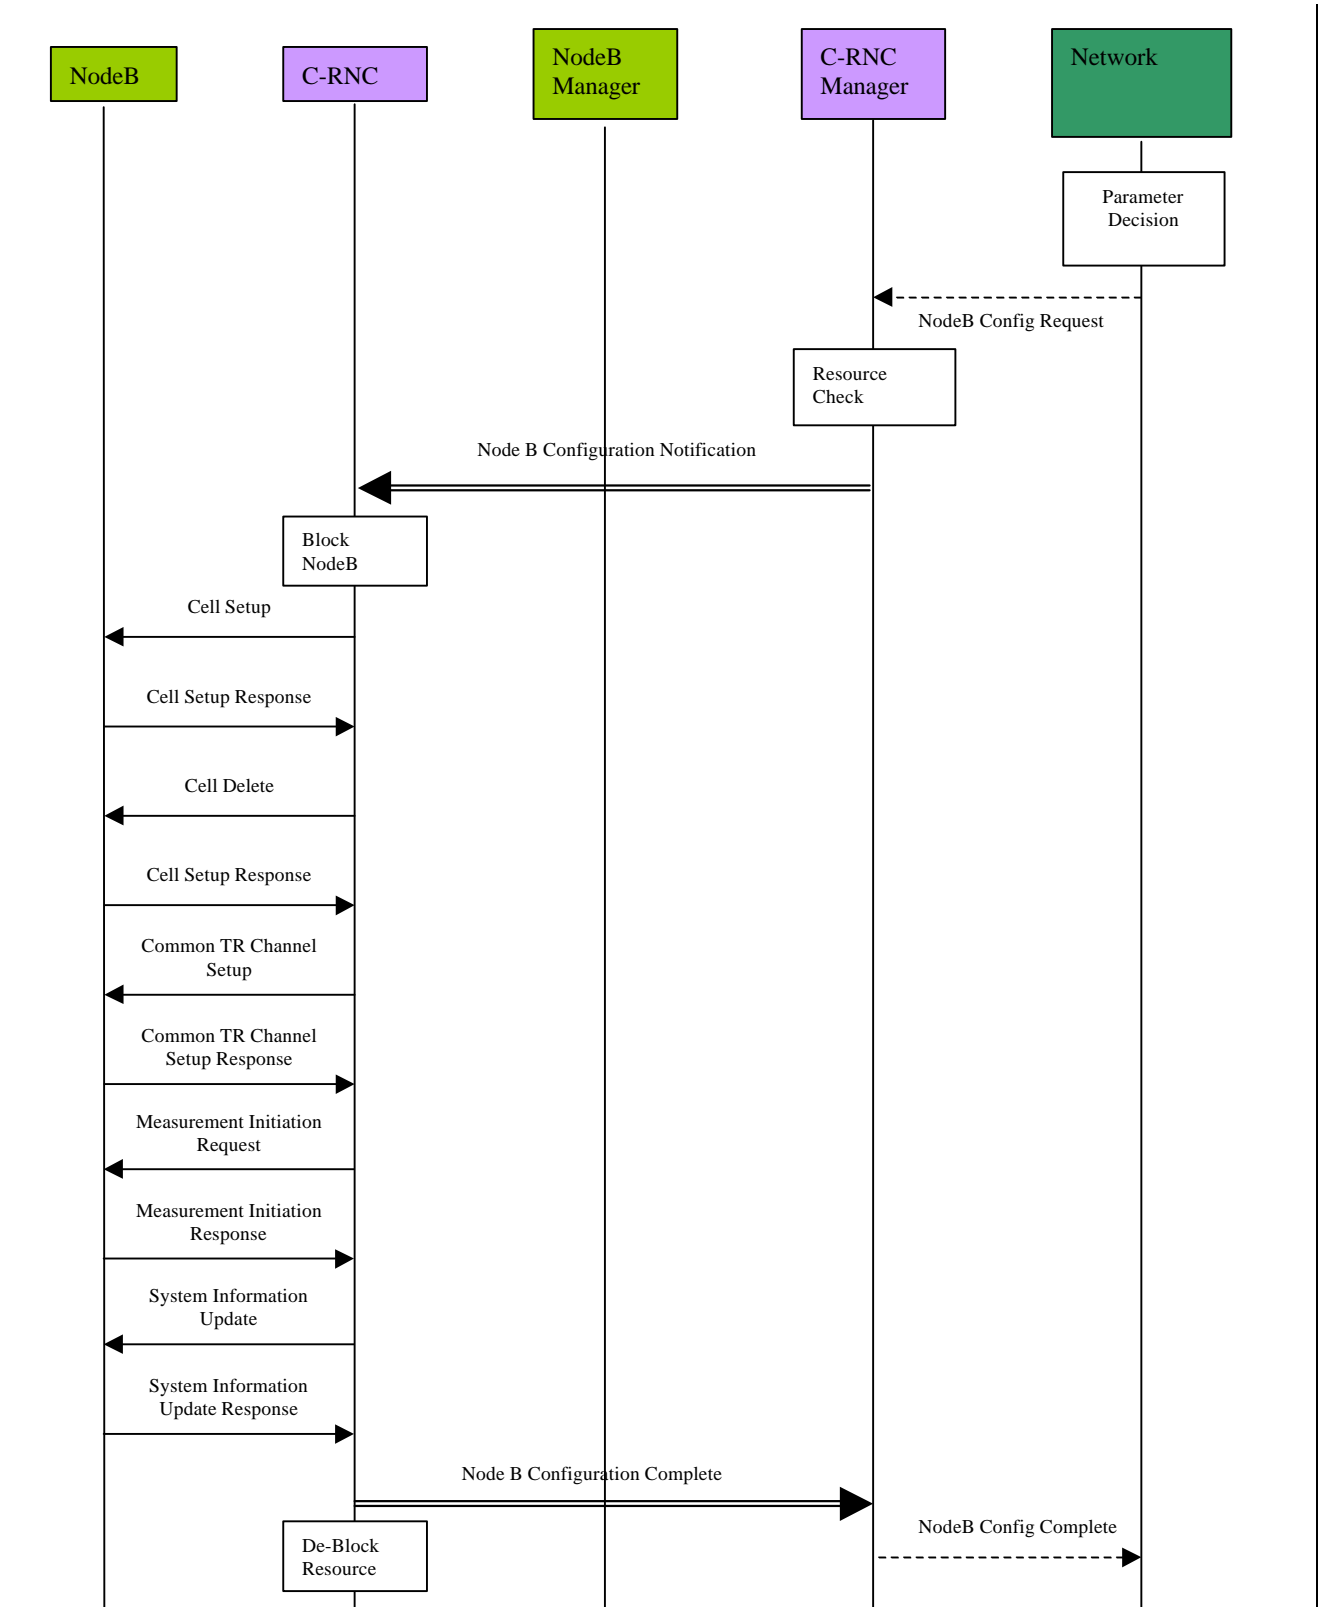 NodeB
C-RNC
NodeB
Manager
C-RNC
Manager
Network
Parameter
Decision
NodeB Config Request
Resource
Check
Node B Configuration Notification
Block
NodeB
Cell Setup
Cell Setup Response
Cell Delete
Cell Setup Response
Common TR Channel
Setup
Common TR Channel
Setup Response
Measurement Initiation
Request
Measurement Initiation
Response
System Information
Update
System Information
Update Response
Node B Configuration Complete
NodeB Config Complete
De-Block
Resource